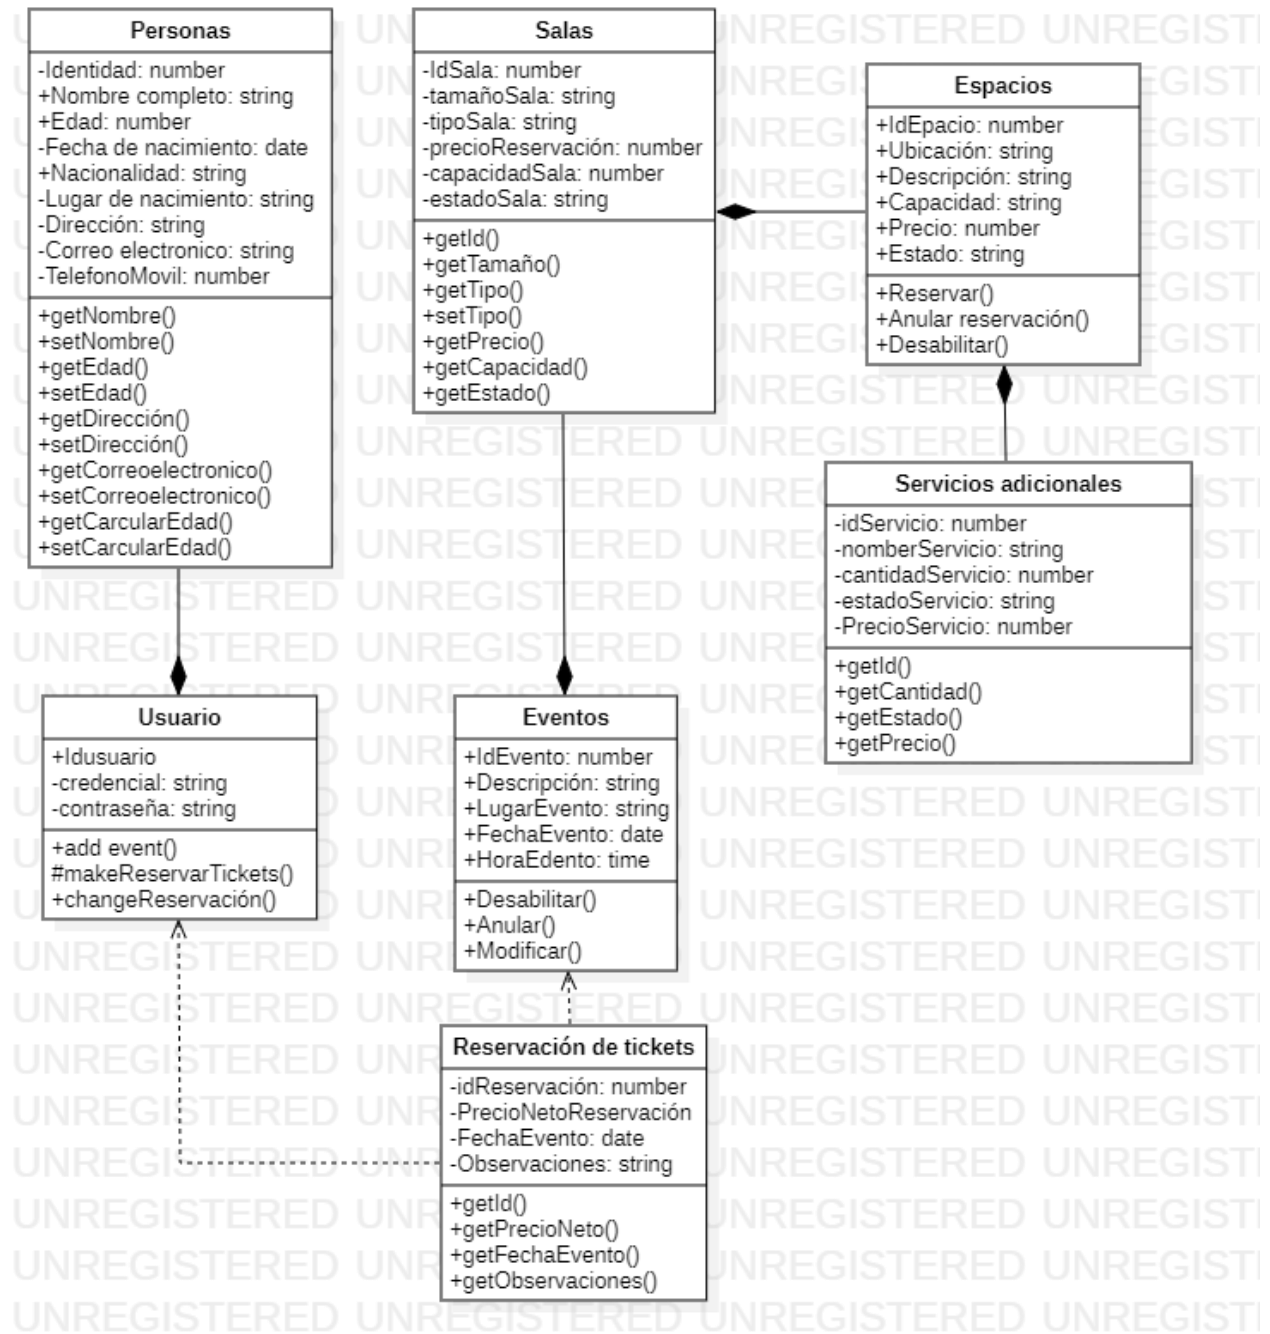 Personas
-Identidad: number
+Nombre completo: string
+Edad: number
-Fecha de nacimiento: date
+Nacionalidad: string
-Lugar de nacimiento: string
-Dirección: string
-Correo electronico: string
-TelefonoMovil: number
+getNombre()
+setNombre()
+getEdad()
+setEdad()
+getDirección()
+setDirección()
+getCorreoelectronico()
+setCorreoelectronico()
+getCarcularEdad()
+setCarcularEdad()
Salas
-IdSala: number
-tamañoSala: string
-tipoSala: string
-precioReservación: number
-capacidadSala: number
-estadoSala: string
+getId()
+getTamaño()
+getTipo()
+setTipo()
+getPrecio()
+getCapacidad()
+getEstado()
Espacios
+IdEpacio: number
+Ubicación: string
+Descripción: string
+Capacidad: string
+Precio: number
+Estado: string
+Reservar()
+Anular reservación()
+Desabilitar()
Servicios adicionales
-idServicio: number
-nomberServicio: string
-cantidadServicio: number
-estadoServicio: string
-PrecioServicio: number
+getId()
+getCantidad()
+getEstado()
+getPrecio()
Usuario
+Idusuario
-credencial: string
-contraseña: string
+add event()
#makeReservarTickets()
+changeReservación()
Eventos
+IdEvento: number
+Descripción: string
+LugarEvento: string
+FechaEvento: date
+HoraEdento: time
+Desabilitar()
+Anular()
+Modificar()
Reservación de tickets
-idReservación: number
-PrecioNetoReservación
-FechaEvento: date
-Observaciones: string
+getId()
+getPrecioNeto()
+getFechaEvento()
+getObservaciones()
UNREGISTERED